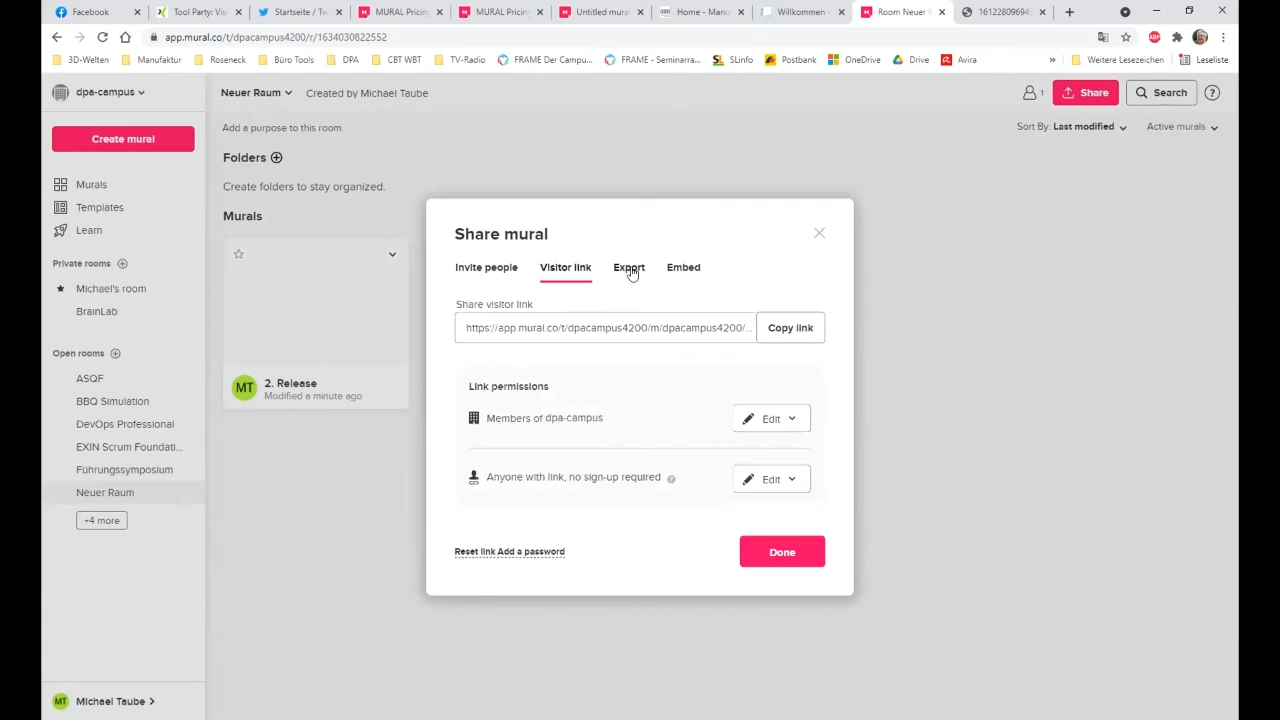 Facebook
Tool Party: Vis
Startseite / Tw
MURAL Pricing
MURAL Pricing
Untitled mural
Home - Manu
Willkommen -
Room Neuer R
16122809694
app.mural.co/t/dpacampus4200/r/1634030822552
3D-Welten
Manufaktur
Roseneck
Büro Tools
DPA
CBT WBT
TV-Radio
FRAME Der Campu...
FRAME - Seminarra...
SLinfo
Postbank
OneDrive
Drive
Avira
»
Weitere Lesezeichen
Leseliste
dpa-campus
Neuer Raum
Created by Michael Taube
1
Share
Search
?
Create mural
Add a purpose to this room
Sort By: Last modified
Active murals
Folders
Create folders to stay organized.
Murals
Templates
Learn
Murals
Private rooms
Michael's room
BrainLab
Open rooms
ASQF
BBQ Simulation
DevOps Professional
EXIN Scrum Foundati...
Führungssymposium
Neuer Raum
+4 more
MT
2. Release
Modified a minute ago
Share mural
Invite people
Visitor link
Export
Embed
Share visitor link
https://app.mural.co/t/dpacampus4200/m/dpacampus4200/...
Copy link
Link permissions
Members of dpa-campus
Edit
Anyone with link, no sign-up required
?
Edit
Reset link Add a password
Done
MT
Michael Taube